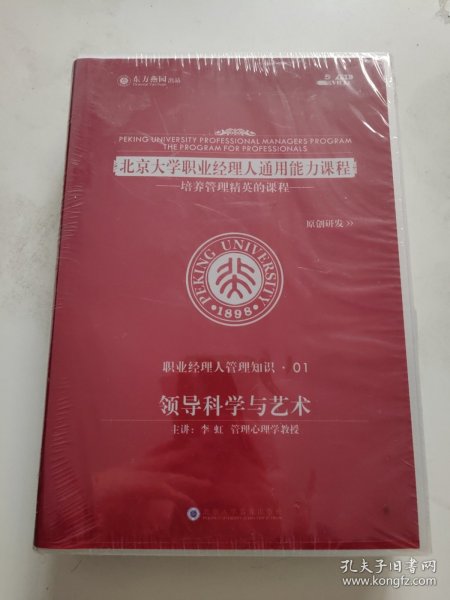 东方燕园 出品
PEKING UNIVERSITY PROFESSIONAL MANAGERS PROGRAM
THE PROGRAM FOR PROFESSIONALS
北京大学职业经理人通用能力课程
——培养管理精英的课程——
原创研发>>
PEKING UNIVERSITY
·1898·
职业经理人管理知识·01
领导科学与艺术
主讲：李虹 管理心理学教授
孔夫子旧书网
www.kongfz.com